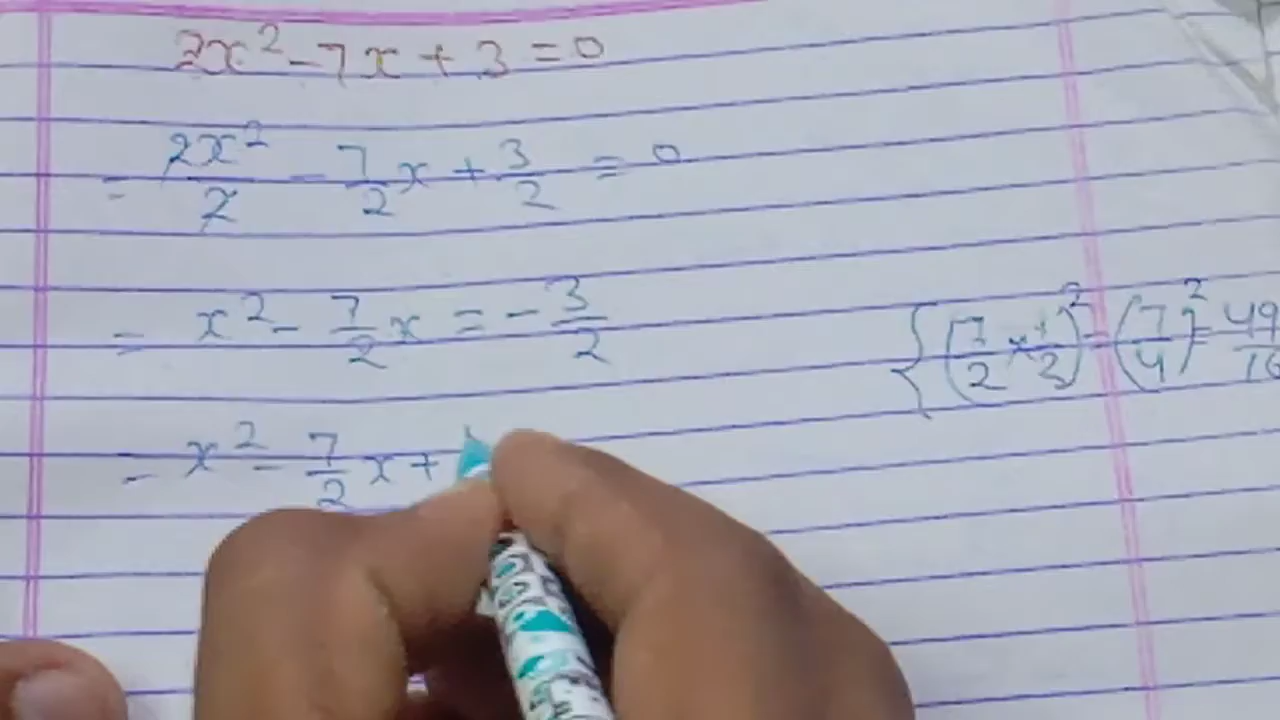 2x² - 7x + 3 = 0
= 2x²/2 - 7/2 x + 3/2 = 0
= x² - 7/2 x = - 3/2
{ (7/2 × 1/2)² = (7/4)² = 49/16
= x² - 7/2 x +